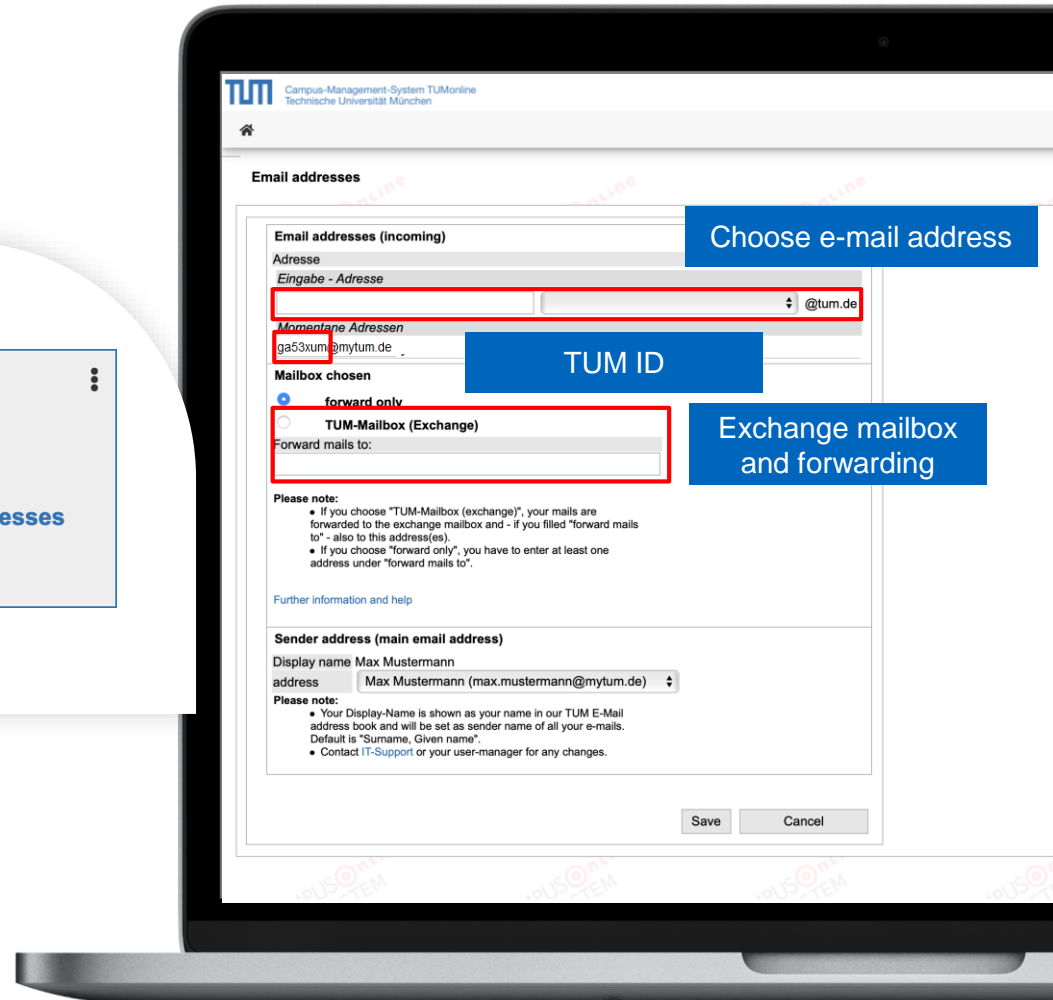 TUM
Campus-Management-System TUMonline
Technische Universität München
Email addresses
Choose e-mail address
Email addresses (incoming)
Adresse
Eingabe - Adresse
@tum.de
Momentane Adressen
ga53xum@mytum.de
TUM ID
Mailbox chosen
forward only
TUM-Mailbox (Exchange)
Forward mails to:
Exchange mailbox
and forwarding
esses
Please note:
• If you choose "TUM-Mailbox (exchange)", your mails are
forwarded to the exchange mailbox and - if you filled "forward mails
to" - also to this address(es).
• If you choose "forward only", you have to enter at least one
address under "forward mails to".
Further information and help
Sender address (main email address)
Display name Max Mustermann
address Max Mustermann (max.mustermann@mytum.de)
Please note:
• Your Display-Name is shown as your name in our TUM E-Mail
address book and will be set as sender name of all your e-mails.
Default is "Surname, Given name".
• Contact IT-Support or your user-manager for any changes.
Save Cancel